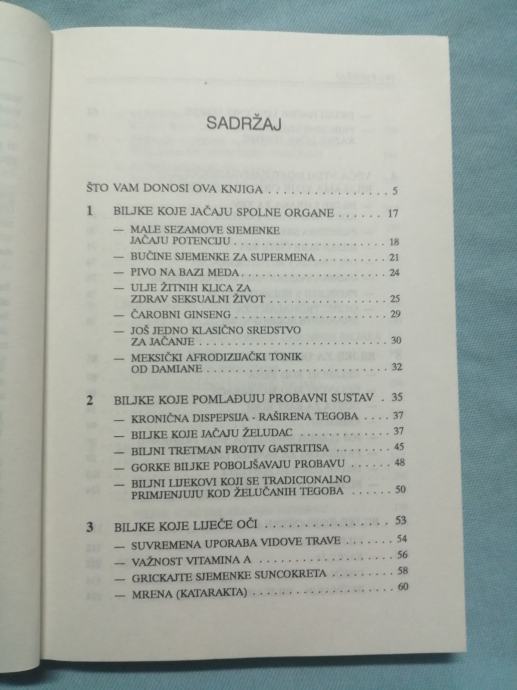 SADRŽAJ
ŠTO VAM DONOSI OVA KNJIGA . . . . . . . . . . . . . . . . 5
1 BILJKE KOJE JAČAJU SPOLNE ORGANE . . . . . . . 17
— MALE SEZAMOVE SJEMENKE
JAČAJU POTENCIJU . . . . . . . . . . . . . . . . . . . . . 18
— BUČINE SJEMENKE ZA SUPERMENA . . . . . . . . 21
— PIVO NA BAZI MEDA . . . . . . . . . . . . . . . . . . . . 24
— ULJE ŽITNIH KLICA ZA
ZDRAV SEKSUALNI ŽIVOT . . . . . . . . . . . . . . . . 25
— ČAROBNI GINSENG . . . . . . . . . . . . . . . . . . . . . 29
— JOŠ JEDNO KLASIČNO SREDSTVO
ZA JAČANJE . . . . . . . . . . . . . . . . . . . . . . . . . . 30
— MEKSIČKI AFRODIZIJAČKI TONIK
OD DAMIANE . . . . . . . . . . . . . . . . . . . . . . . . . 32
2 BILJKE KOJE POMLAĐUJU PROBAVNI SUSTAV . 35
— KRONIČNA DISPEPSIJA - RAŠIRENA TEGOBA . . . 37
— BILJKE KOJE JAČAJU ŽELUDAC . . . . . . . . . . . . 37
— BILJNI TRETMAN PROTIV GASTRITISA . . . . . . . 45
— GORKE BILJKE POBOLJŠAVAJU PROBAVU . . . . . 48
— BILJNI LIJEKOVI KOJI SE TRADICIONALNO
PRIMJENJUJU KOD ŽELUČANIH TEGOBA . . . . . . 50
3 BILJKE KOJE LIJEČE OČI . . . . . . . . . . . . . . . . 53
— SUVREMENA UPORABA VIDOVE TRAVE . . . . . . . 54
— VAŽNOST VITAMINA A . . . . . . . . . . . . . . . . . . . 56
— GRICKAJTE SJEMENKE SUNCOKRETA . . . . . . . . 58
— MRENA (KATARAKTA) . . . . . . . . . . . . . . . . . . . 60